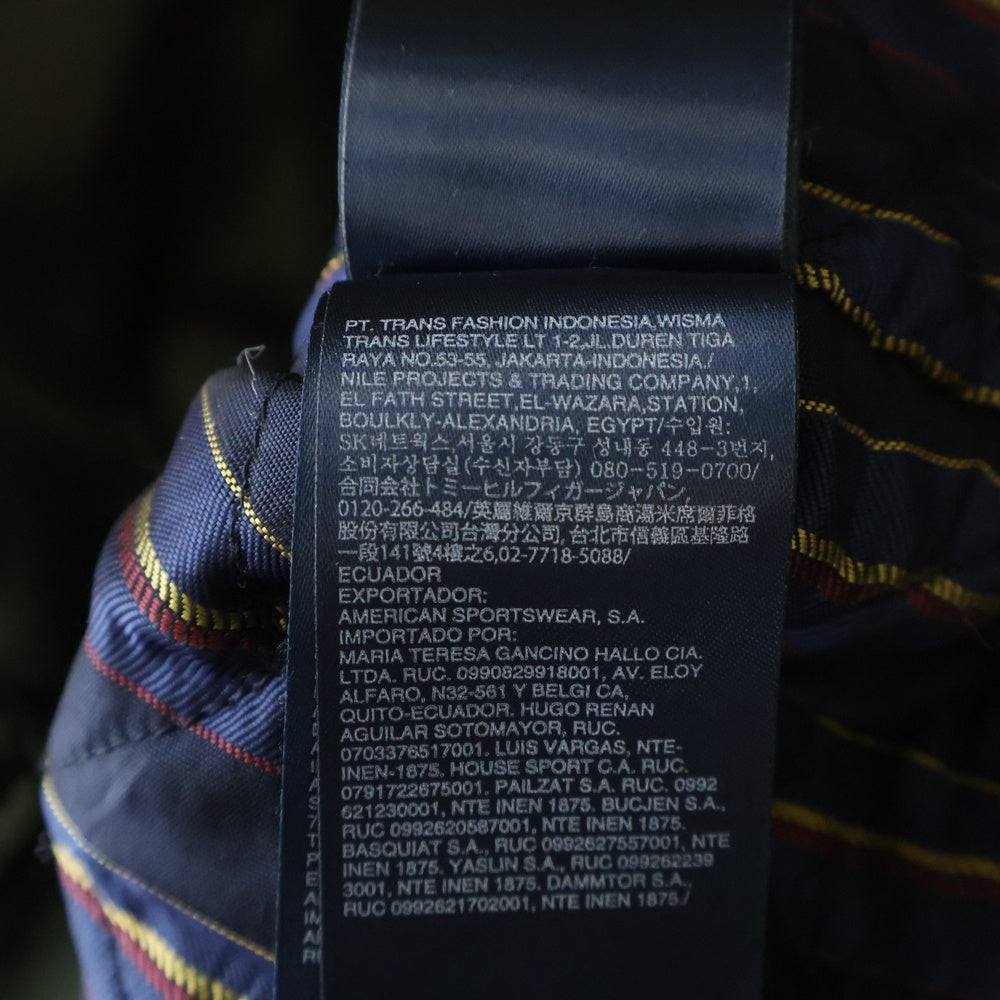 PT. TRANS FASHION INDONESIA,WISMA
TRANS LIFESTYLE LT 1-2,JL.DUREN TIGA
RAYA NO.53-55, JAKARTA-INDONESIA./
NILE PROJECTS & TRADING COMPANY,1,
EL FATH STREET,EL-WAZARA,STATION,
BOULKLY-ALEXANDRIA, EGYPT/수입원:
SK네트웍스 서울시 강동구 성내동 448-3번지,
소비자상담실(수신자부담) 080-519-0700/
合同会社トミーヒルフィガージャパン,
0120-266-484/英屬維爾京群島商湯米席爾菲格
股份有限公司台灣分公司, 台北市信義區基隆路
一段141號4樓之6,02-7718-5088/
ECUADOR
EXPORTADOR:
AMERICAN SPORTSWEAR, S.A.
IMPORTADO POR:
MARIA TERESA GANCINO HALLO CIA.
LTDA. RUC. 0990829918001, AV. ELOY
ALFARO, N32-561 Y BELGI CA,
QUITO-ECUADOR. HUGO RENAN
AGUILAR SOTOMAYOR, RUC.
0703376517001. LUIS VARGAS, NTE-
INEN-1875. HOUSE SPORT C.A. RUC.
0791722675001. PAILZAT S.A. RUC. 0992
621230001, NTE INEN 1875. BUCJEN S.A.,
RUC 0992620587001, NTE INEN 1875.
BASQUIAT S.A., RUC 0992627557001, NTE
INEN 1875. YASLIN S.A., RUC 099262239
3001, NTE INEN 1875. DAMMTOR S.A.,
RUC 0992621702001, NTE INEN 1875./